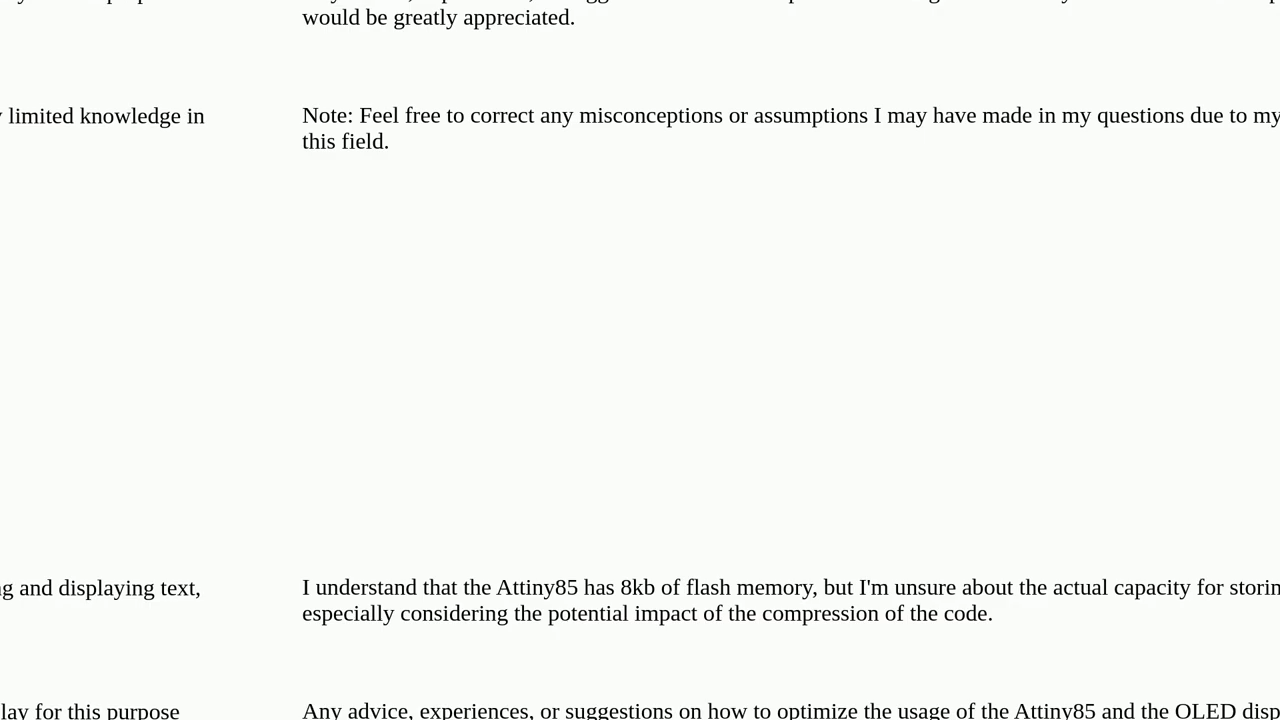 would be greatly appreciated.
limited knowledge in
Note: Feel free to correct any misconceptions or assumptions I may have made in my questions due to my
this field.
and displaying text,
I understand that the Attiny85 has 8kb of flash memory, but I'm unsure about the actual capacity for
especially considering the potential impact of the compression of the code.
for this purpose
Any advice, experiences, or suggestions on how to optimize the usage of the Attiny85 and the OLED